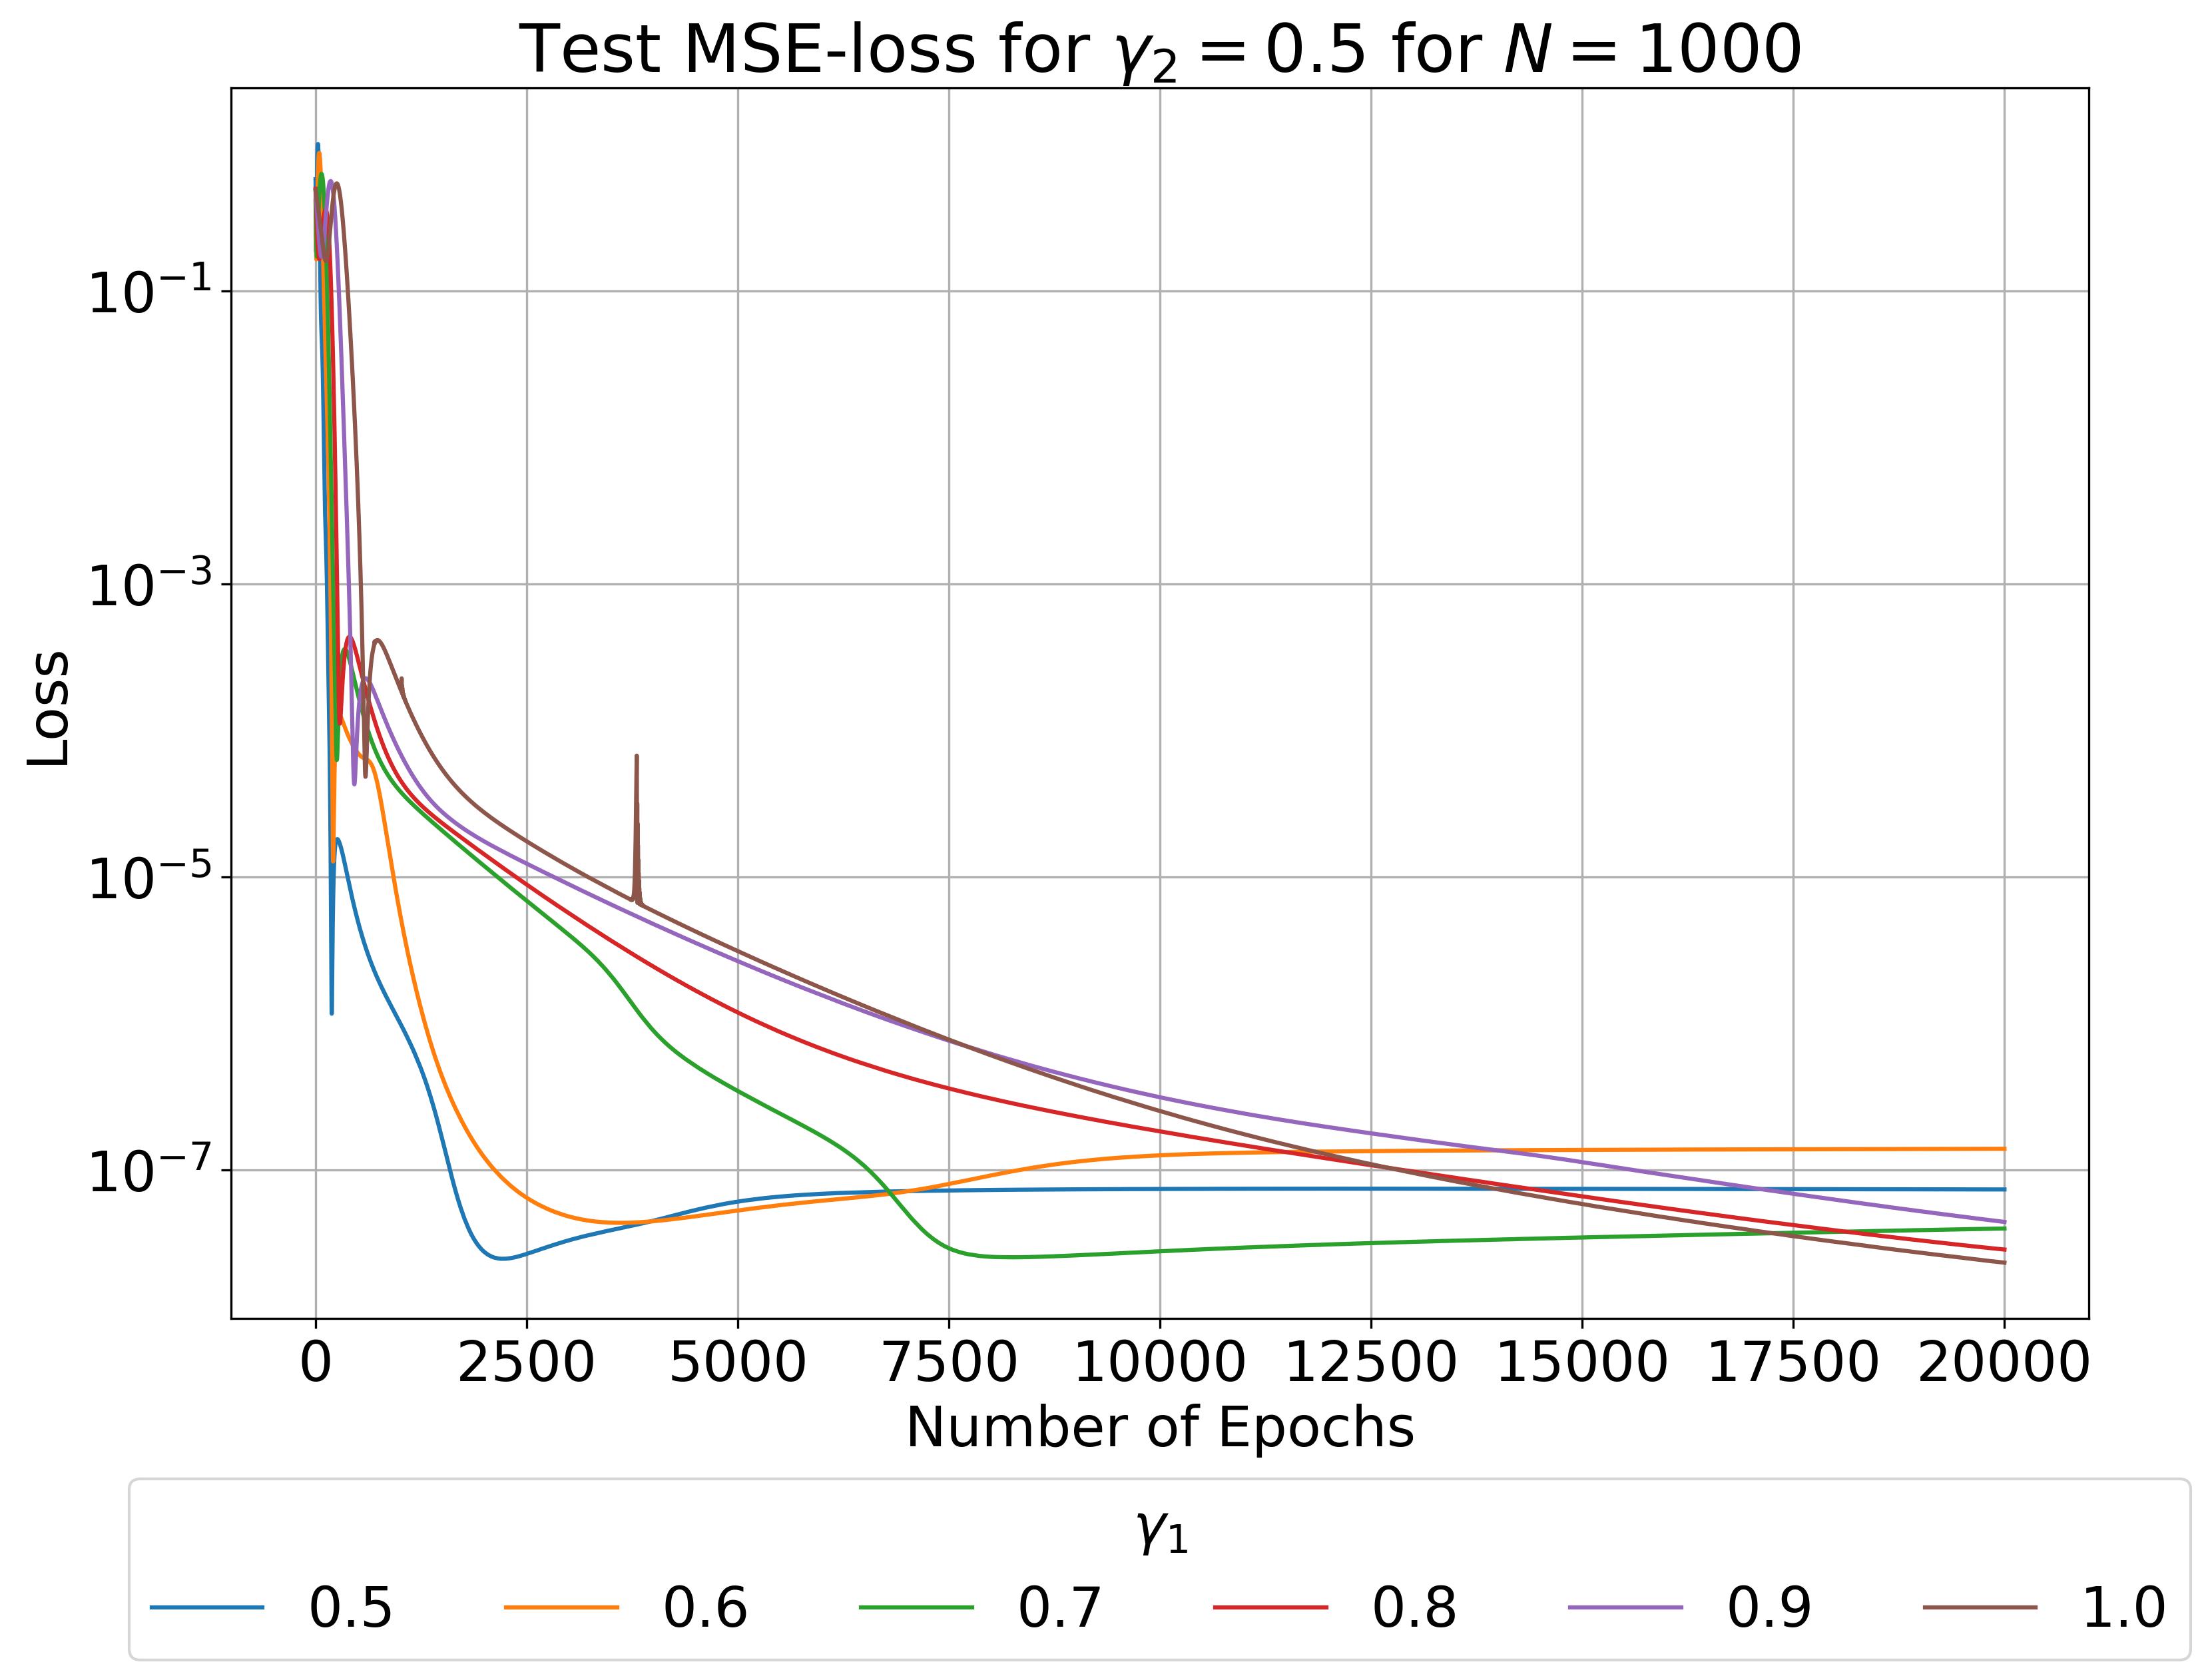 Test MSE-loss for γ₂ = 0.5 for N = 1000
Loss
10⁻¹
10⁻³
10⁻⁵
10⁻⁷
0 2500 5000 7500 10000 12500 15000 17500 20000
Number of Epochs
γ₁
0.5 0.6 0.7 0.8 0.9 1.0